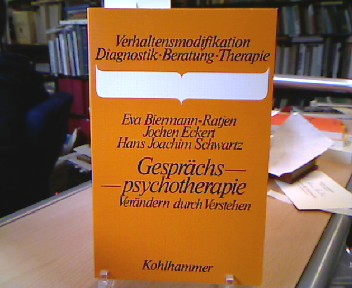 Verhaltensmodifikation
Diagnostik-Beratung-Therapie
Eva Biermann-Ratjen
Jochen Eckert
Hans Joachim Schwartz
Gesprächs—
—psychotherapie
Verändern durch Verstehen
Kohlhammer